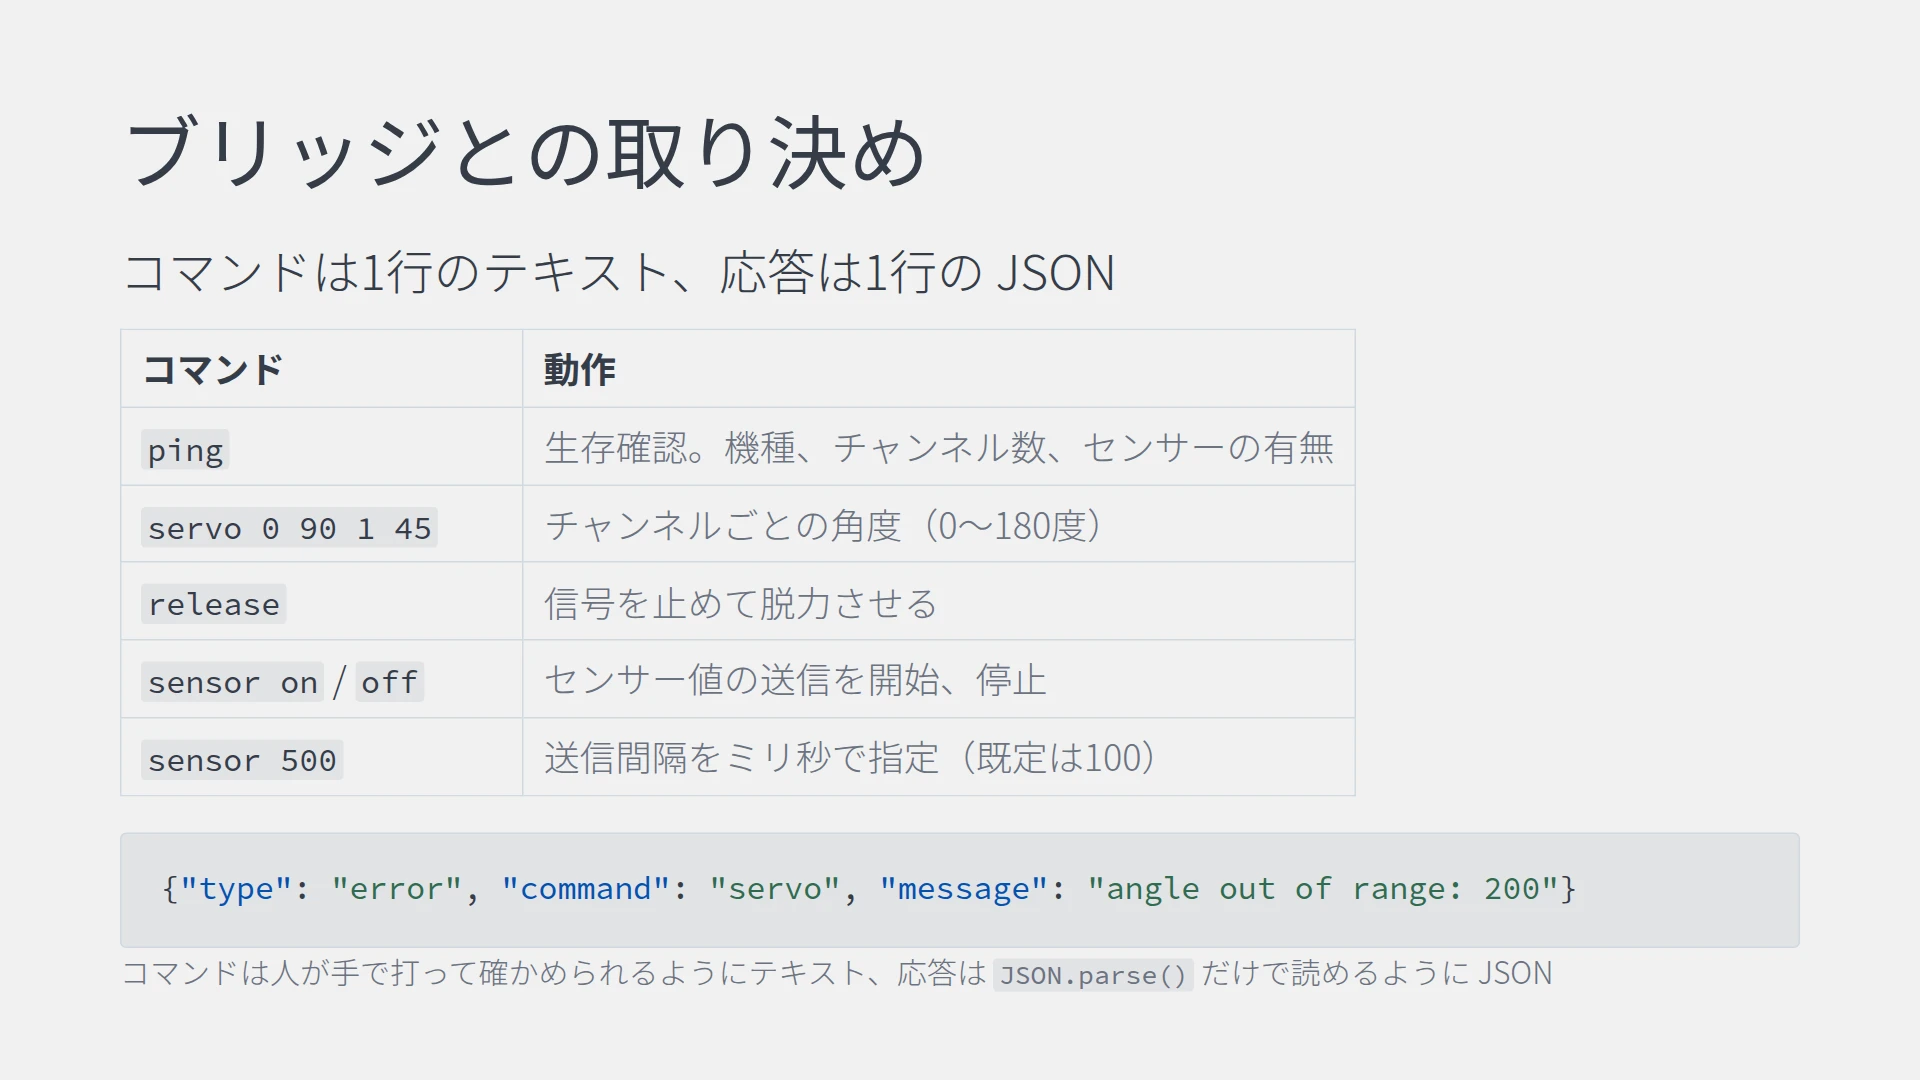 ブリッジとの取り決め
コマンドは1行のテキスト、応答は1行の JSON
コマンド 動作
ping 生存確認。機種、チャンネル数、センサーの有無
servo 0 90 1 45 チャンネルごとの角度（0〜180度）
release 信号を止めて脱力させる
sensor on / off センサー値の送信を開始、停止
sensor 500 送信間隔をミリ秒で指定（既定は100）
{"type": "error", "command": "servo", "message": "angle out of range: 200"}
コマンドは人が手で打って確かめられるようにテキスト、応答は JSON.parse() だけで読めるように JSON